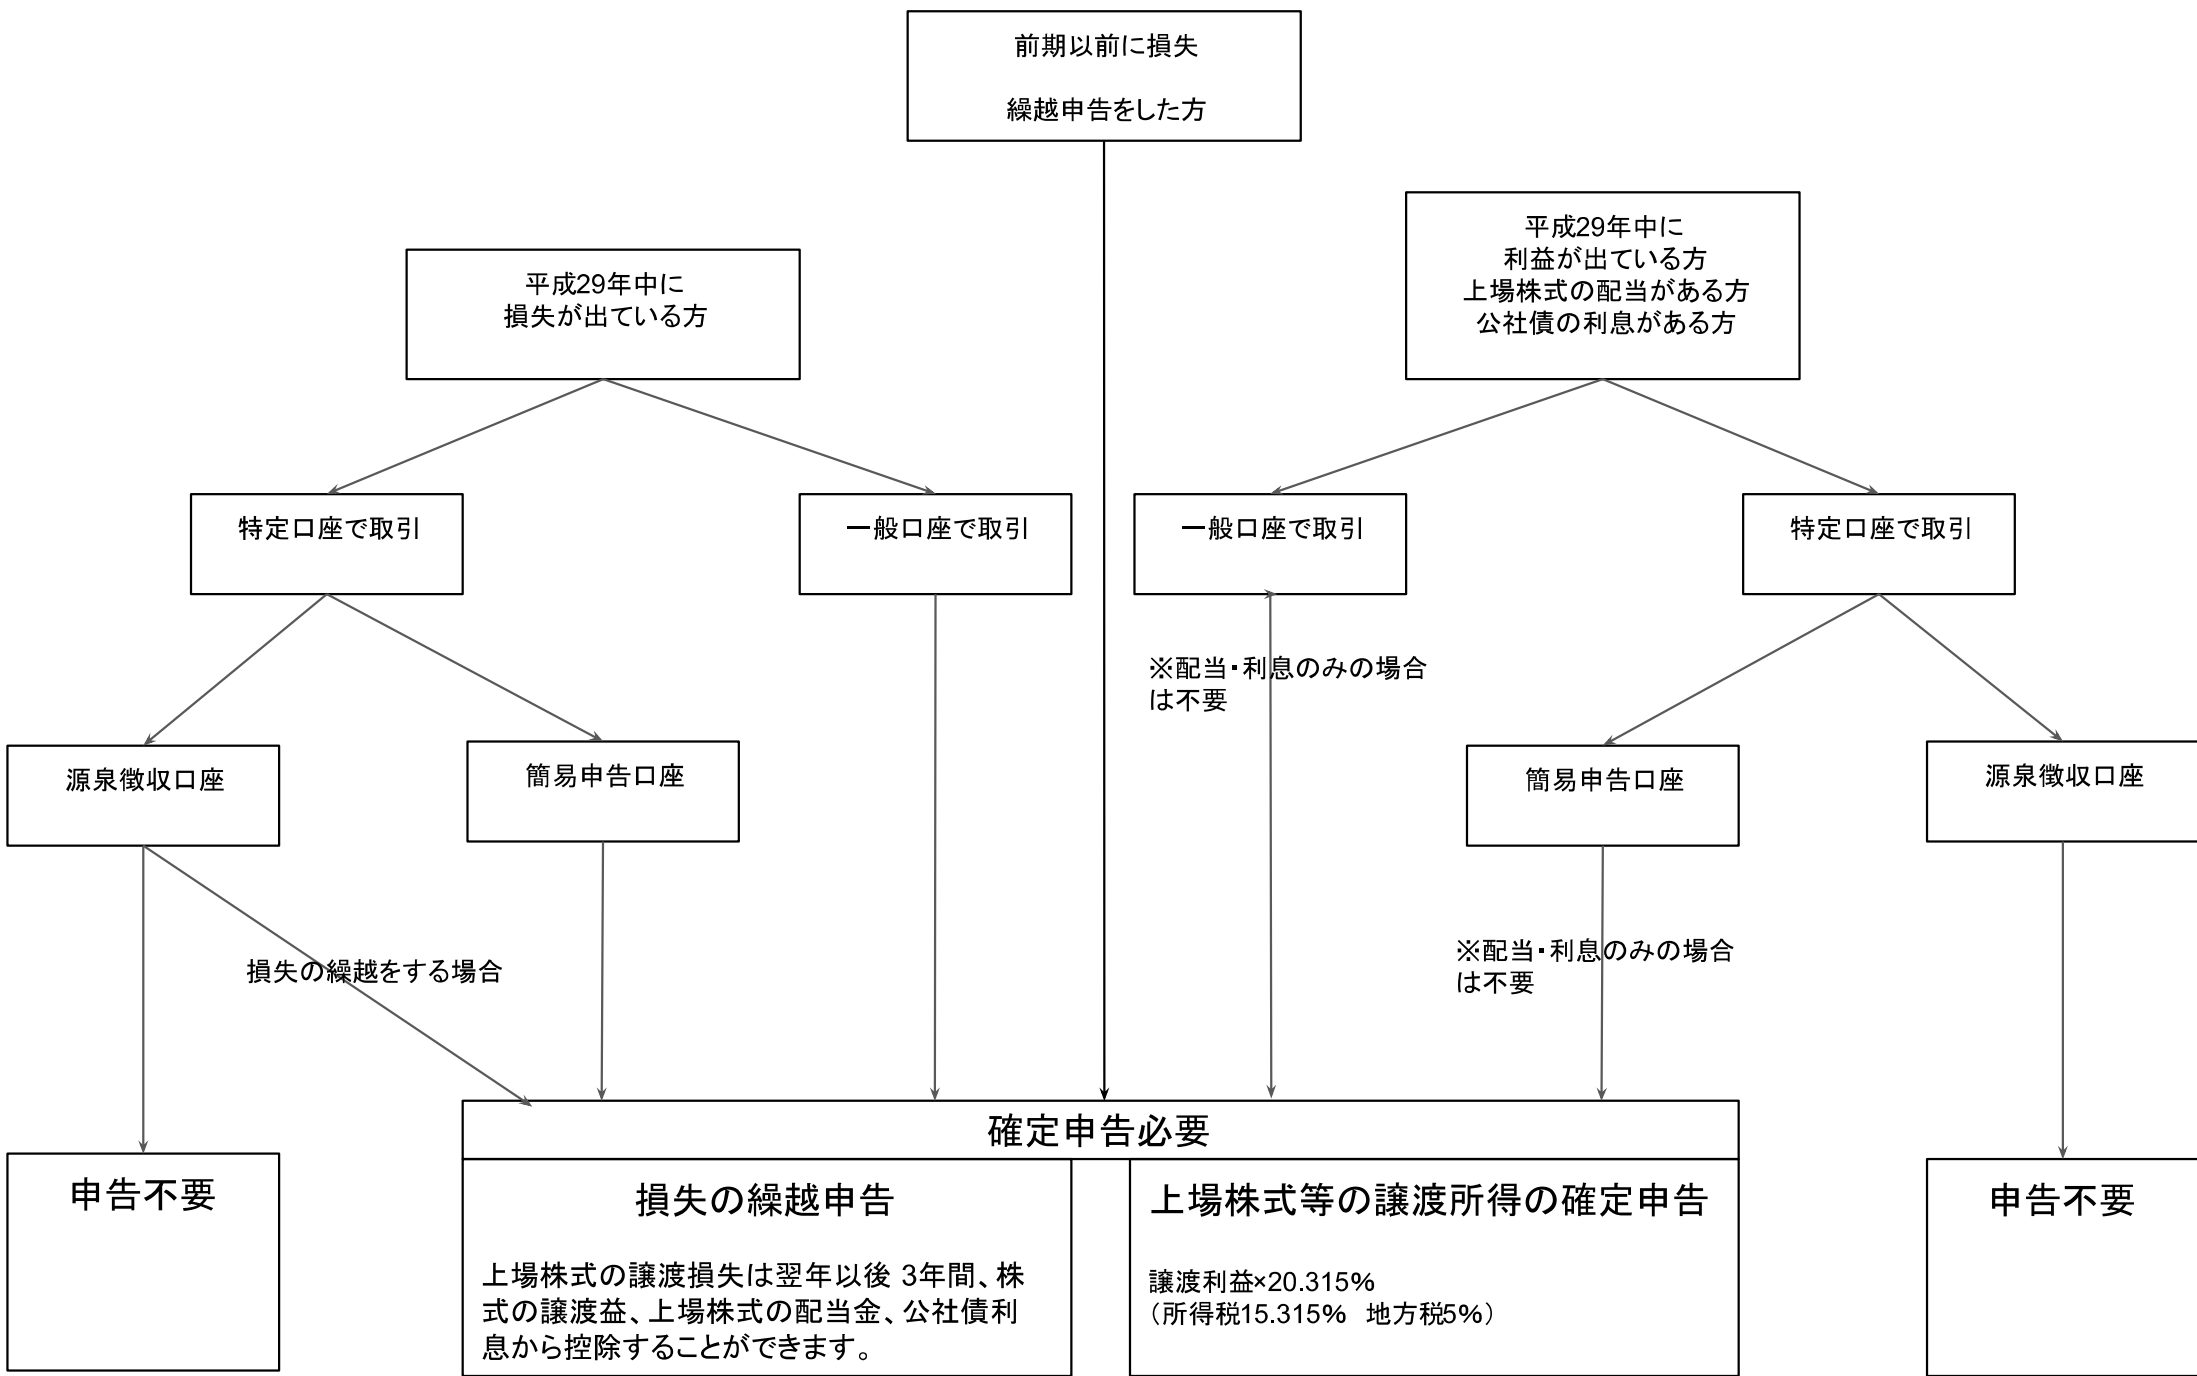 前期以前に損失
繰越申告をした方
平成29年中に
利益が出ている方
上場株式の配当がある方
公社債の利息がある方
平成29年中に
損失が出ている方
特定口座で取引
一般口座で取引
一般口座で取引
特定口座で取引
※配当・利息のみの場合
は不要
源泉徴収口座
簡易申告口座
簡易申告口座
源泉徴収口座
損失の繰越をする場合
※配当・利息のみの場合
は不要
確定申告必要
申告不要
損失の繰越申告
上場株式の譲渡損失は翌年以後 3年間、株
式の譲渡益、上場株式の配当金、公社債利
息から控除することができます。
上場株式等の譲渡所得の確定申告
譲渡利益×20.315%
（所得税15.315%　地方税5%）
申告不要